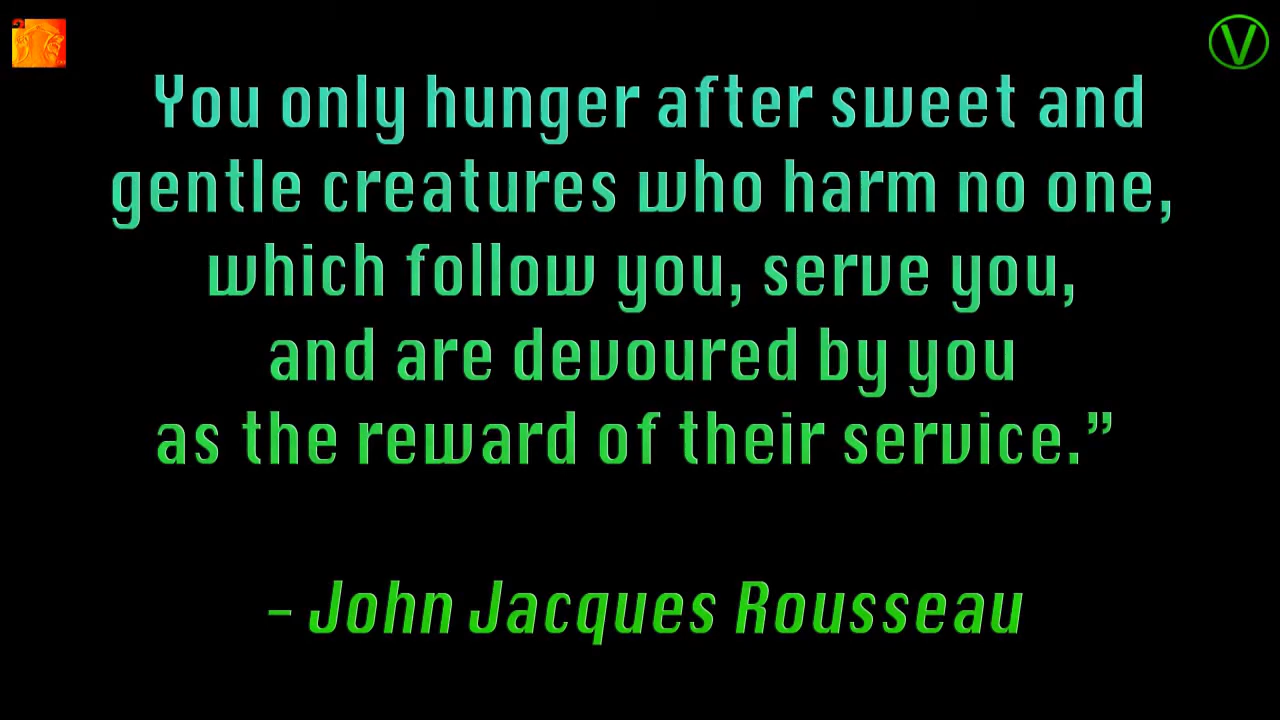 You only hunger after sweet and
gentle creatures who harm no one,
which follow you, serve you,
and are devoured by you
as the reward of their service.”
– John Jacques Rousseau
V